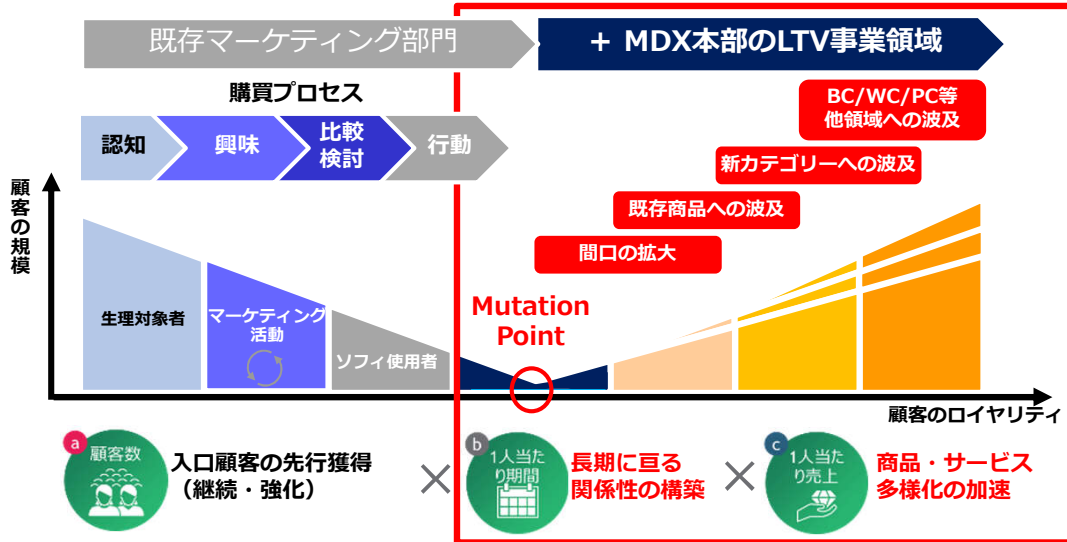 既存マーケティング部門
+ MDX本部のLTV事業領域
購買プロセス
認知
興味
比較
検討
行動
BC/WC/PC等
他領域への波及
新カテゴリーへの波及
既存商品への波及
間口の拡大
顧客の規模
生理対象者
マーケティング
活動
ソフィ使用者
Mutation
Point
顧客のロイヤリティ
a
顧客数
入口顧客の先行獲得
（継続・強化）
×
b
1人当た
り期間
長期に亘る
関係性の構築
×
c
1人当た
り売上
商品・サービス
多様化の加速